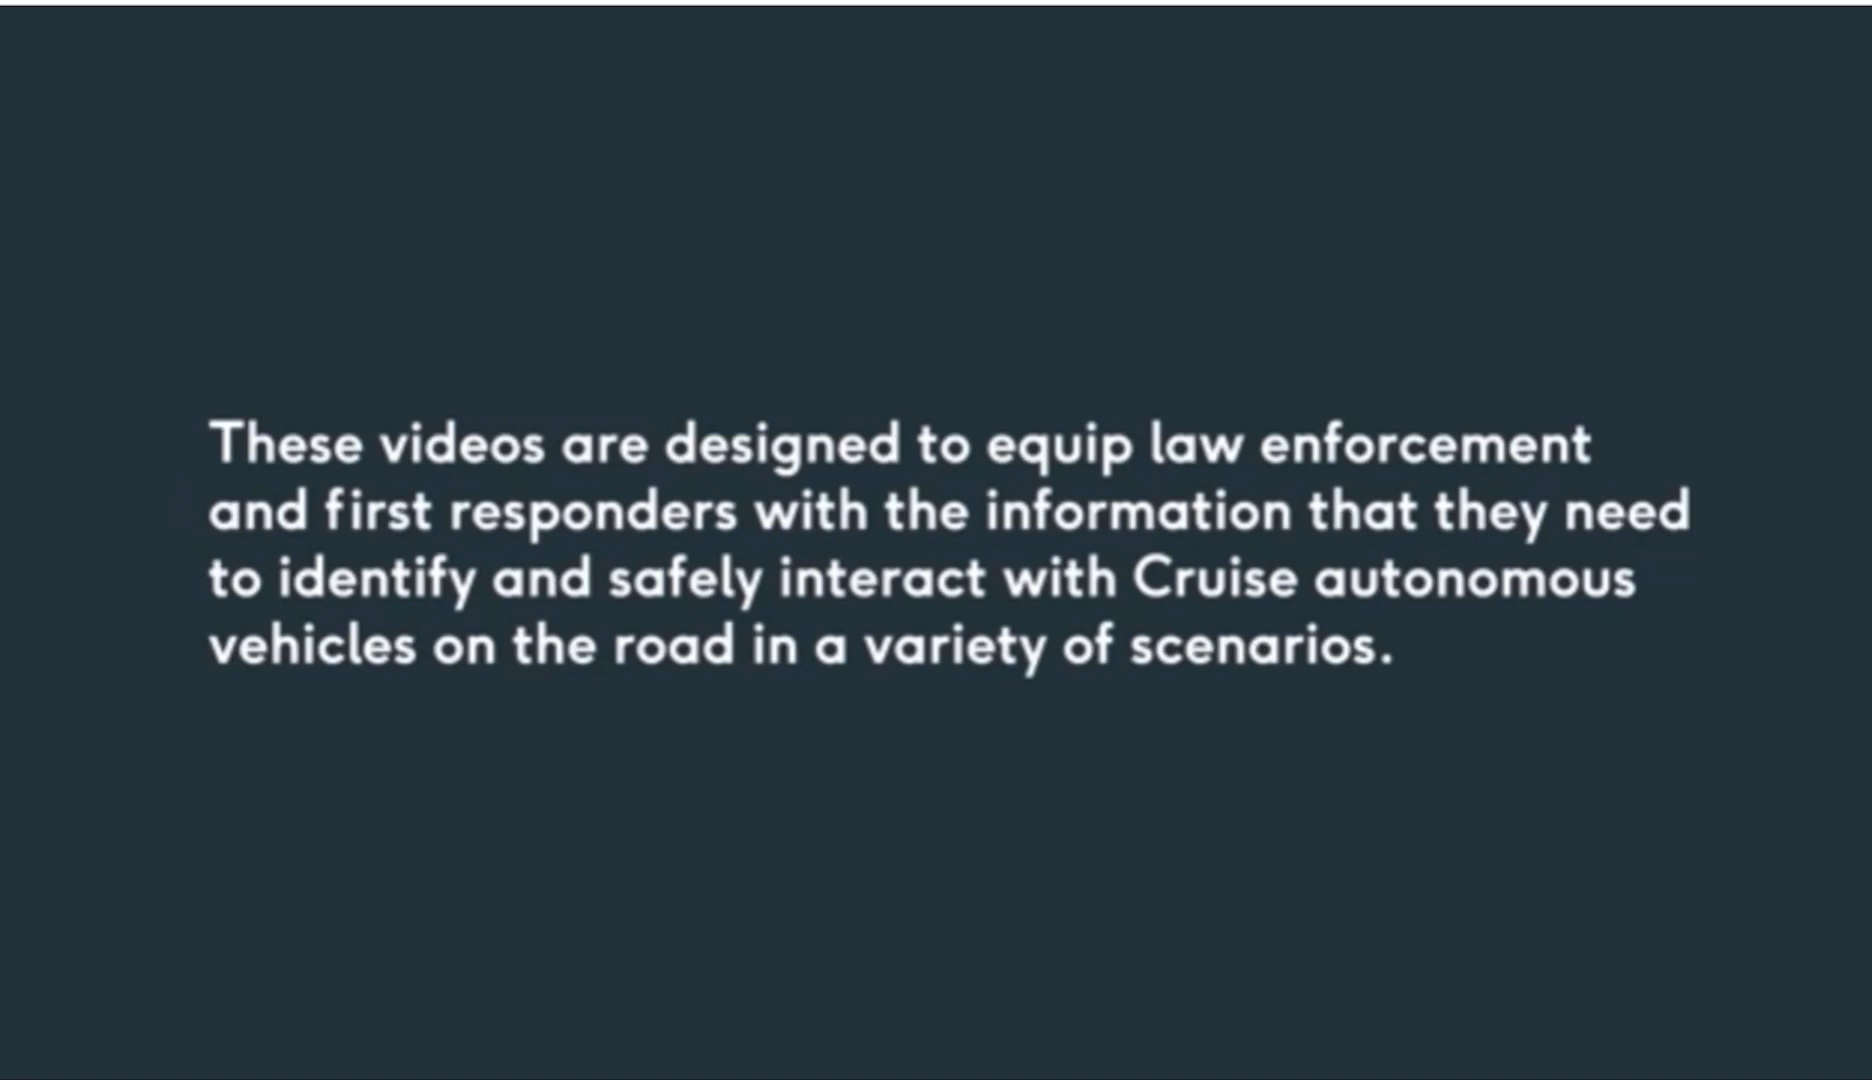 These videos are designed to equip law enforcement
and first responders with the information that they need
to identify and safely interact with Cruise autonomous
vehicles on the road in a variety of scenarios.